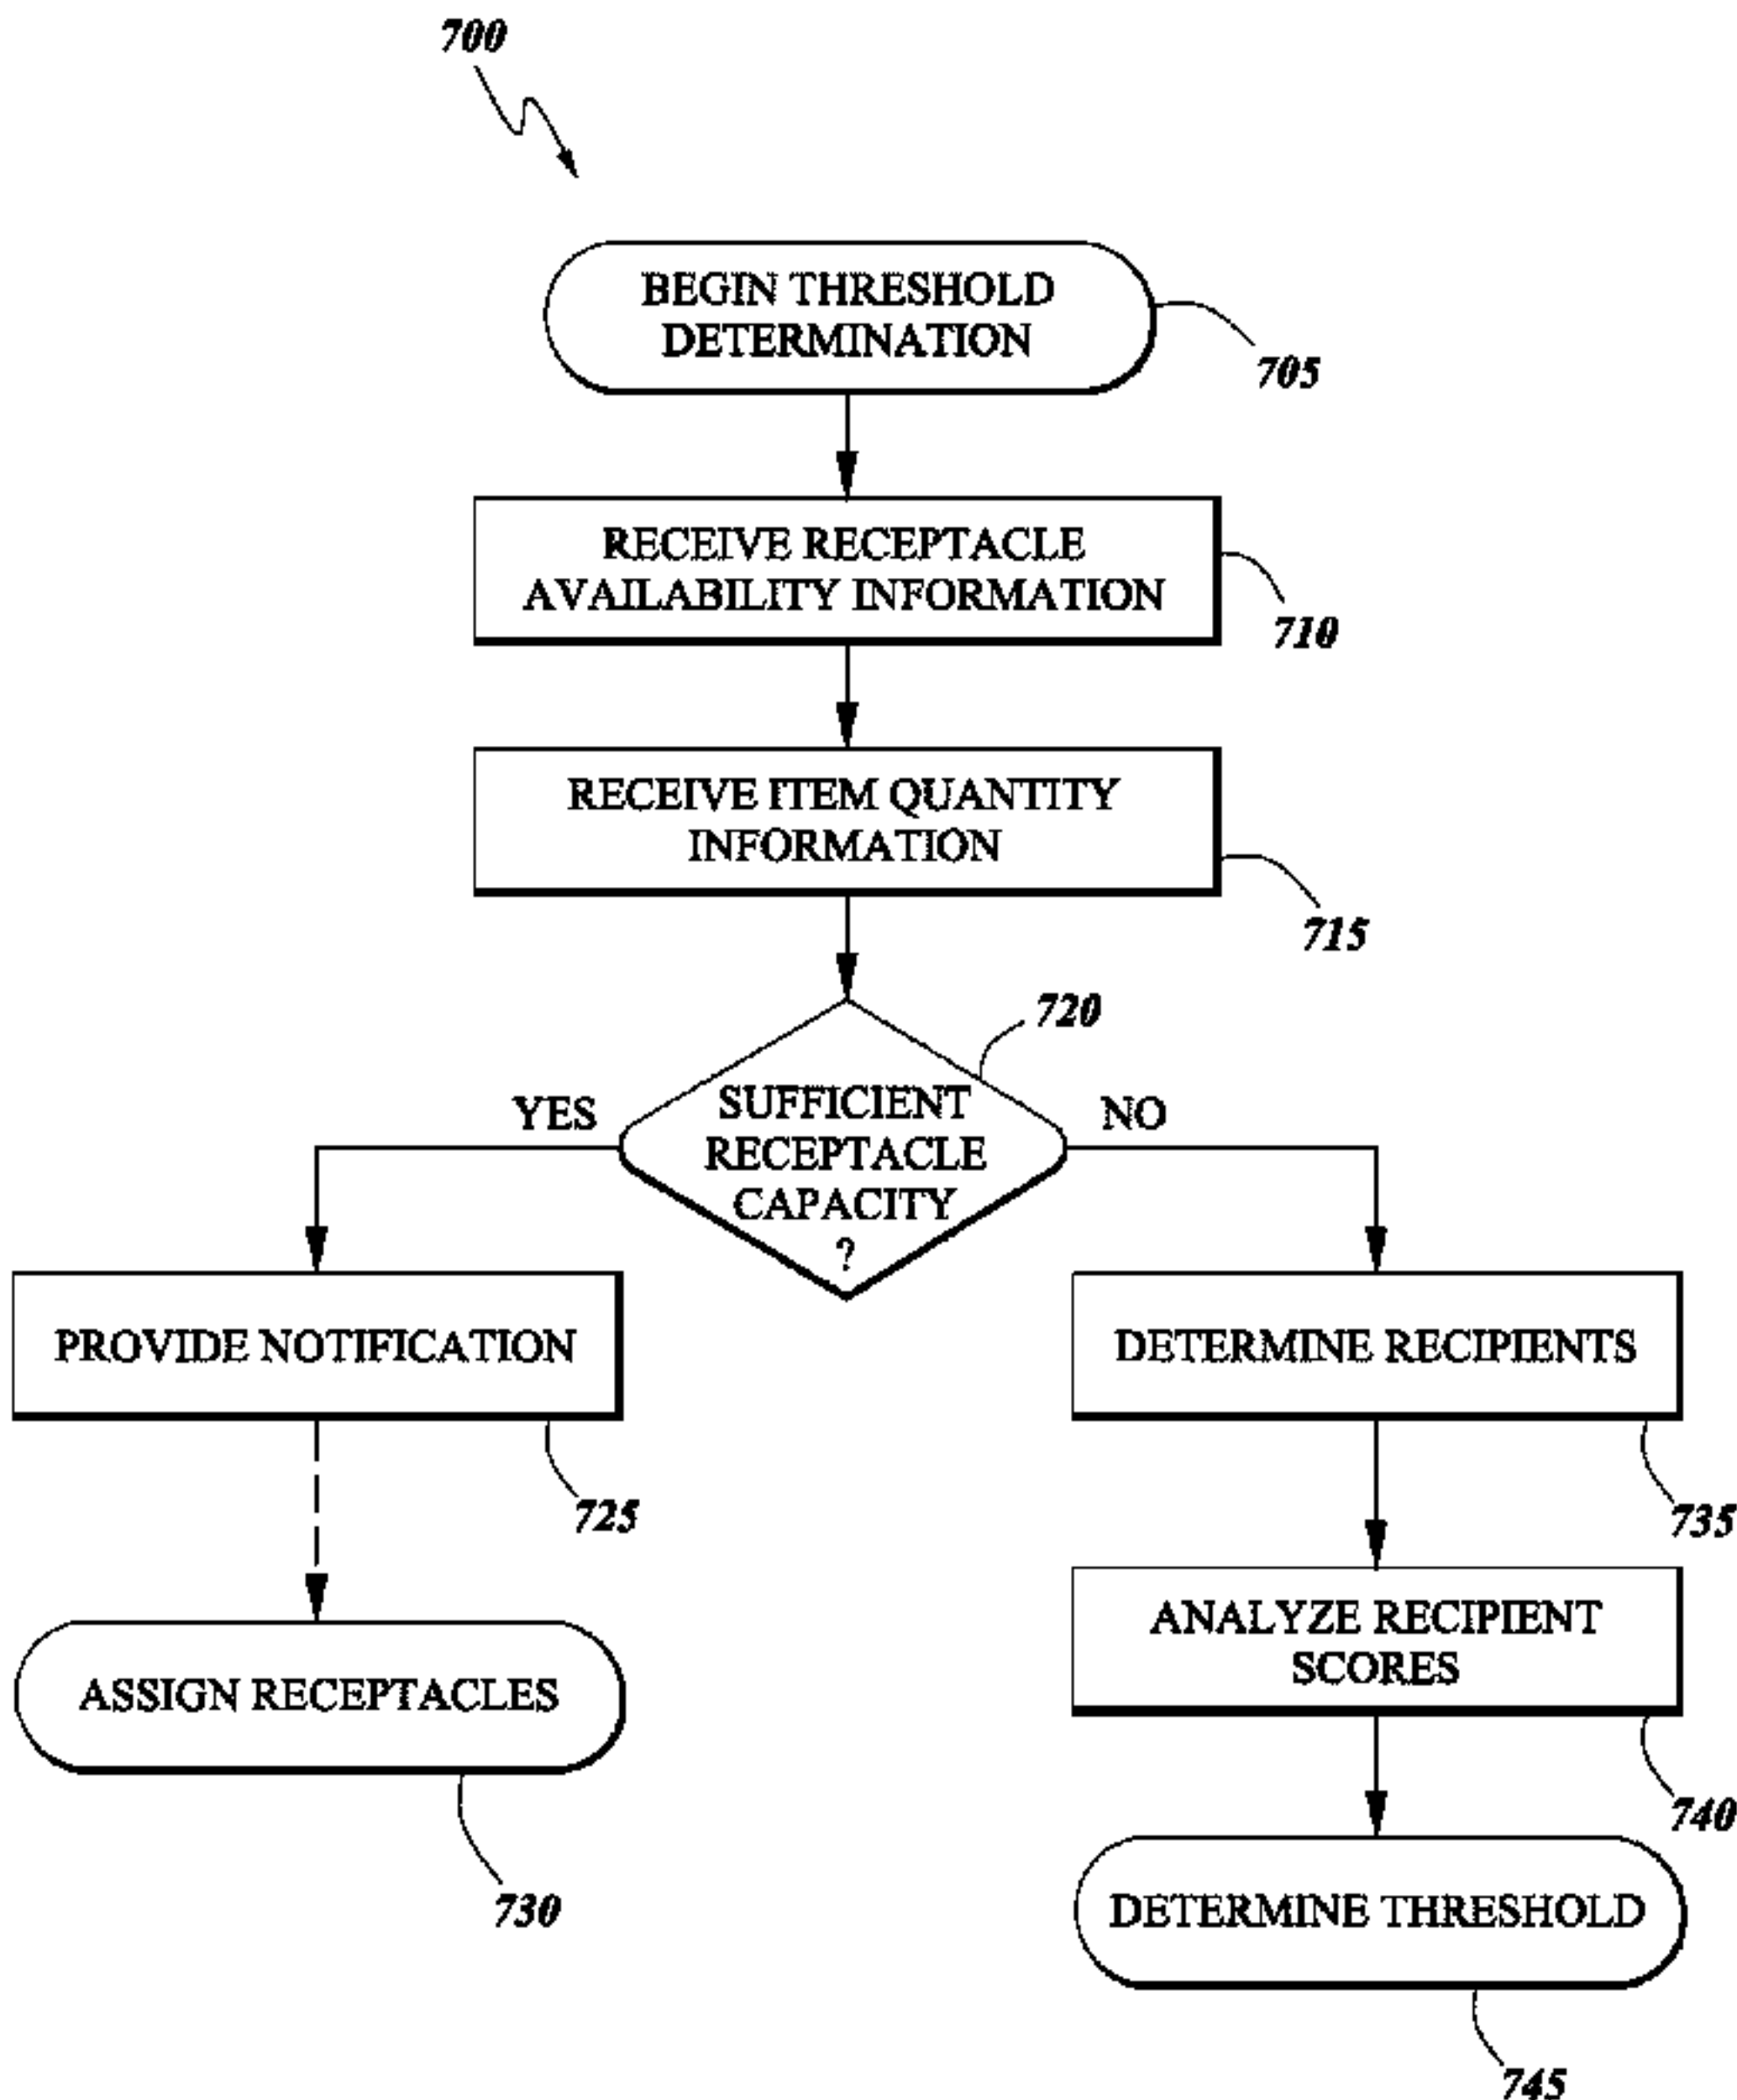 700
BEGIN THRESHOLD
DETERMINATION
705
RECEIVE RECEPTACLE
AVAILABILITY INFORMATION
710
RECEIVE ITEM QUANTITY
INFORMATION
715
720
SUFFICIENT
RECEPTACLE
CAPACITY
?
YES
NO
PROVIDE NOTIFICATION
725
ASSIGN RECEPTACLES
730
DETERMINE RECIPIENTS
735
ANALYZE RECIPIENT
SCORES
740
DETERMINE THRESHOLD
745